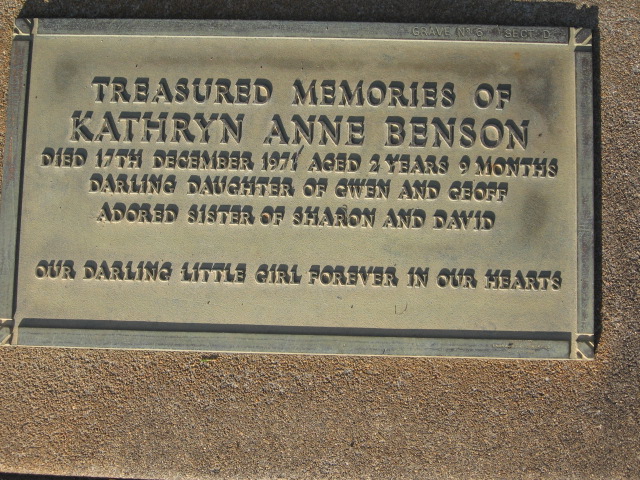 GRAVE Nº 6 SECT D
TREASURED MEMORIES OF
KATHRYN ANNE BENSON
DIED 17TH DECEMBER 1971 AGED 2 YEARS 9 MONTHS
DARLING DAUGHTER OF GWEN AND GEOFF
ADORED SISTER OF SHARON AND DAVID
OUR DARLING LITTLE GIRL FOREVER IN OUR HEARTS